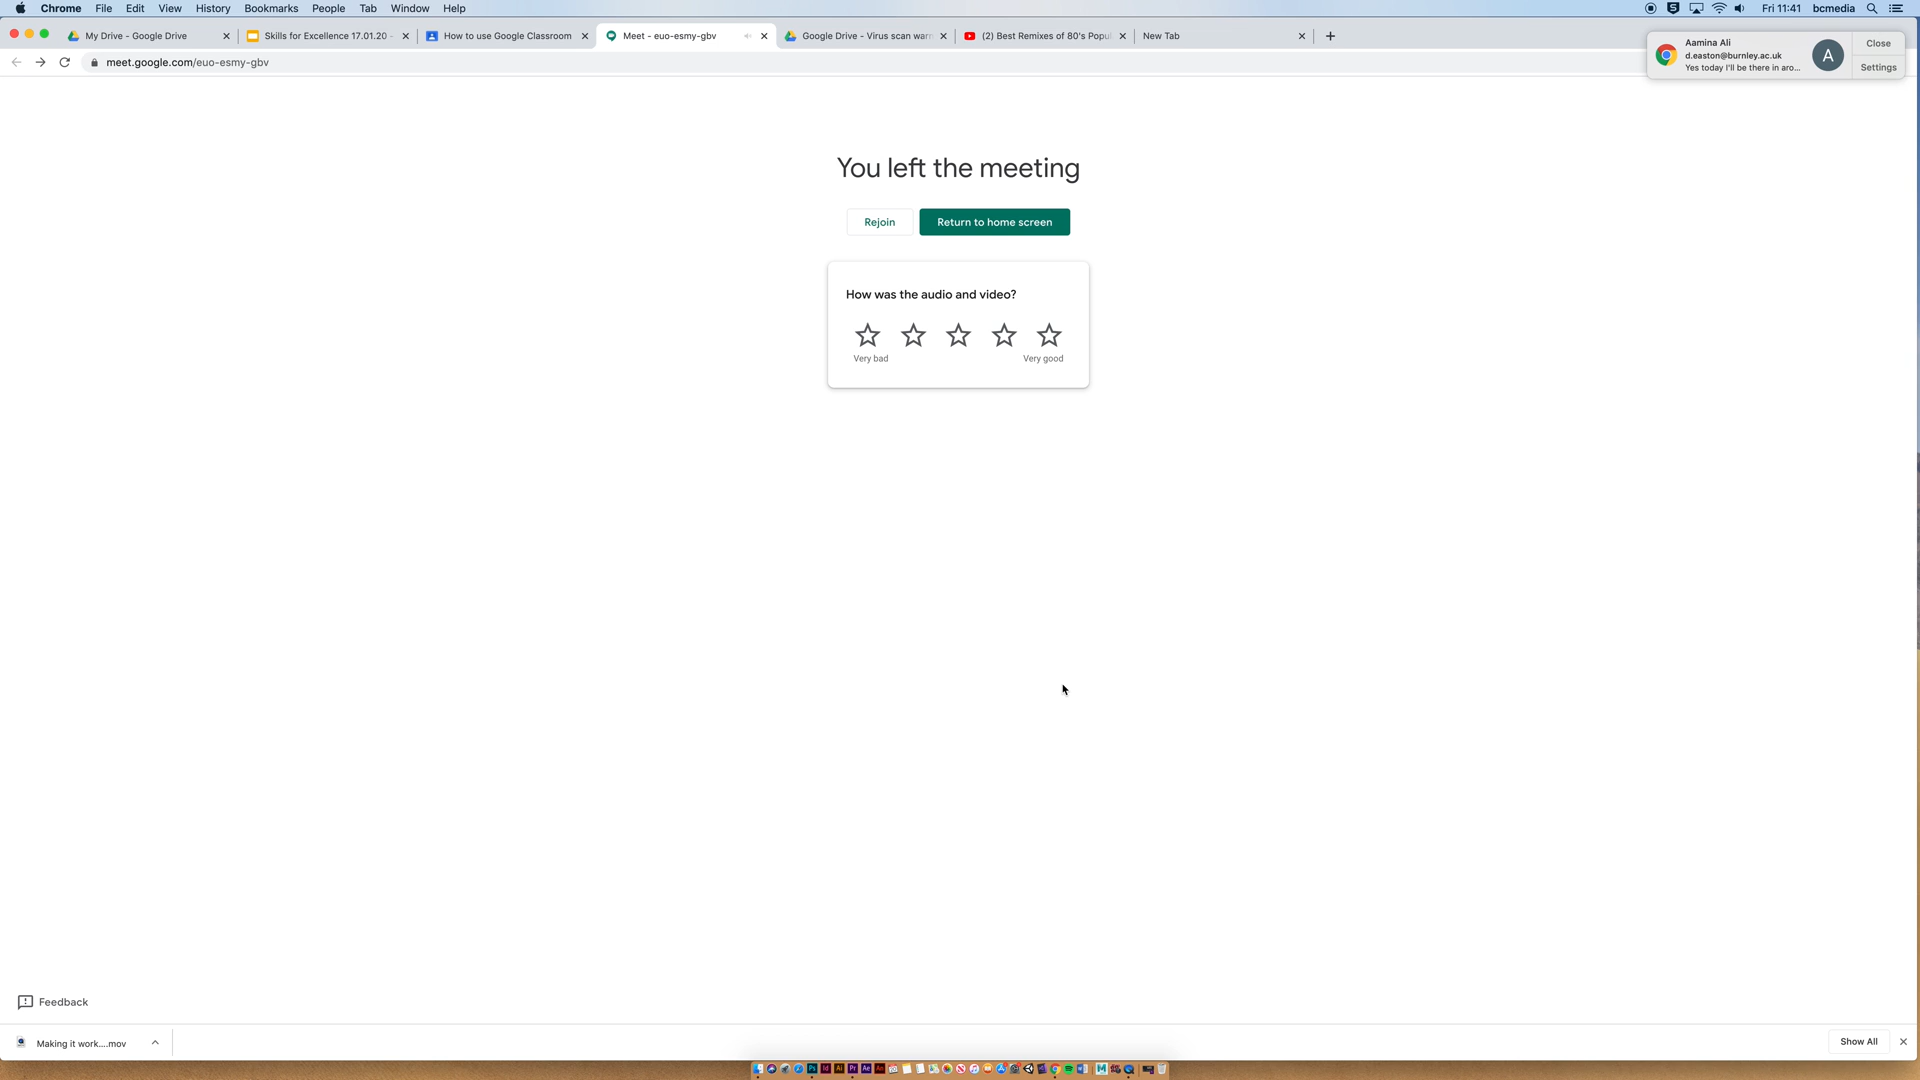 Chrome File Edit View History Bookmarks People Tab Window Help Fri 11:41 bcmedia
My Drive - Google Drive Skills for Excellence 17.01.20 - How to use Google Classroom Meet - euo-esmy-gbv Google Drive - Virus scan warn (2) Best Remixes of 80's Popul New Tab
meet.google.com/euo-esmy-gbv
Aamina Ali
d.easton@burnley.ac.uk
Yes today I'll be there in aro...
A
Close
Settings
You left the meeting
Rejoin Return to home screen
How was the audio and video?
Very bad Very good
Feedback
Making it work....mov Show All